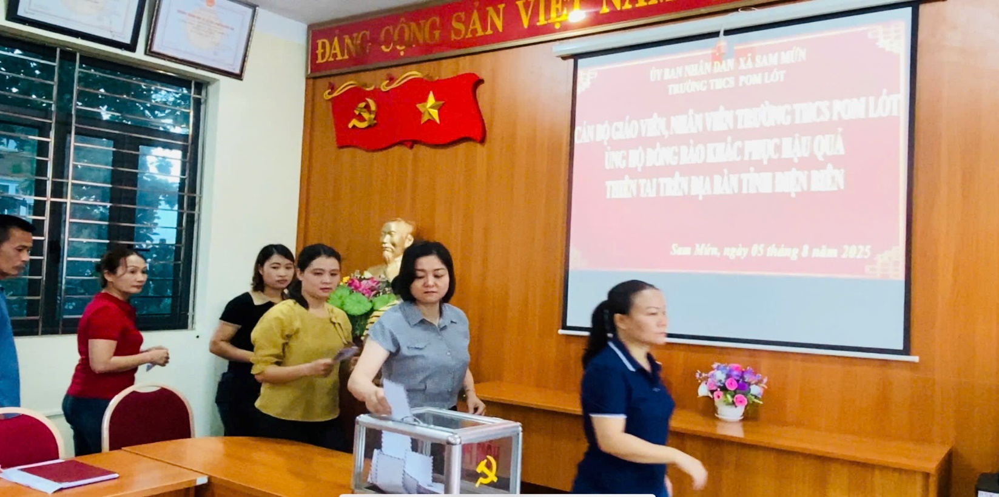 ĐẢNG CỘNG SẢN VIỆT NAM
ỦY BAN NHÂN DÂN XÃ SAM MỨN
TRƯỜNG THCS POM LÓT
CÁN BỘ GIÁO VIÊN, NHÂN VIÊN TRƯỜNG THCS POM LÓT
ỦNG HỘ ĐỒNG BÀO KHẮC PHỤC HẬU QUẢ
THIÊN TAI TRÊN ĐỊA BÀN TỈNH ĐIỆN BIÊN
Sam Mứn, ngày 05 tháng 8 năm 2025